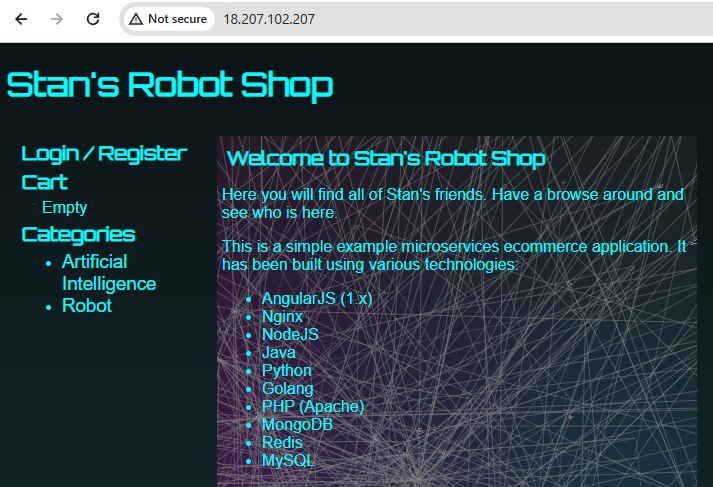 Not secure
18.207.102.207
Stan's Robot Shop
Login / Register
Cart
Empty
Categories
Artificial
Intelligence
Robot
Welcome to Stan's Robot Shop
Here you will find all of Stan's friends. Have a browse around and
see who is here.
This is a simple example microservices ecommerce application. It
has been built using various technologies:
AngularJS (1.x)
Nginx
NodeJS
Java
Python
Golang
PHP (Apache)
MongoDB
Redis
MySQL